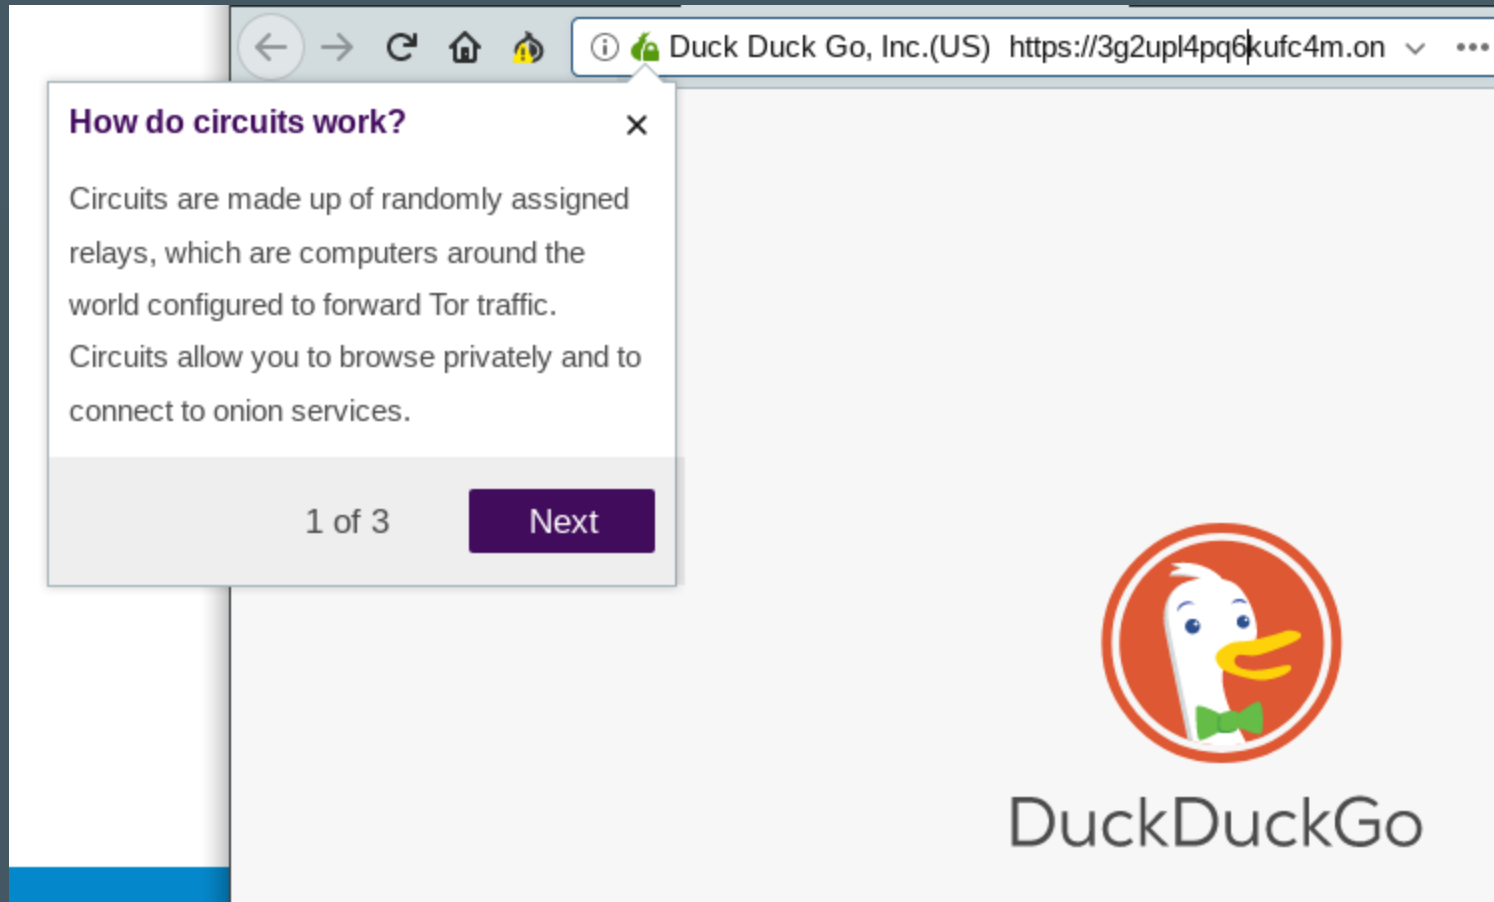 Duck Duck Go, Inc.(US) https://3g2upl4pq6kufc4m.on
How do circuits work?
Circuits are made up of randomly assigned
relays, which are computers around the
world configured to forward Tor traffic.
Circuits allow you to browse privately and to
connect to onion services.
1 of 3 Next
DuckDuckGo